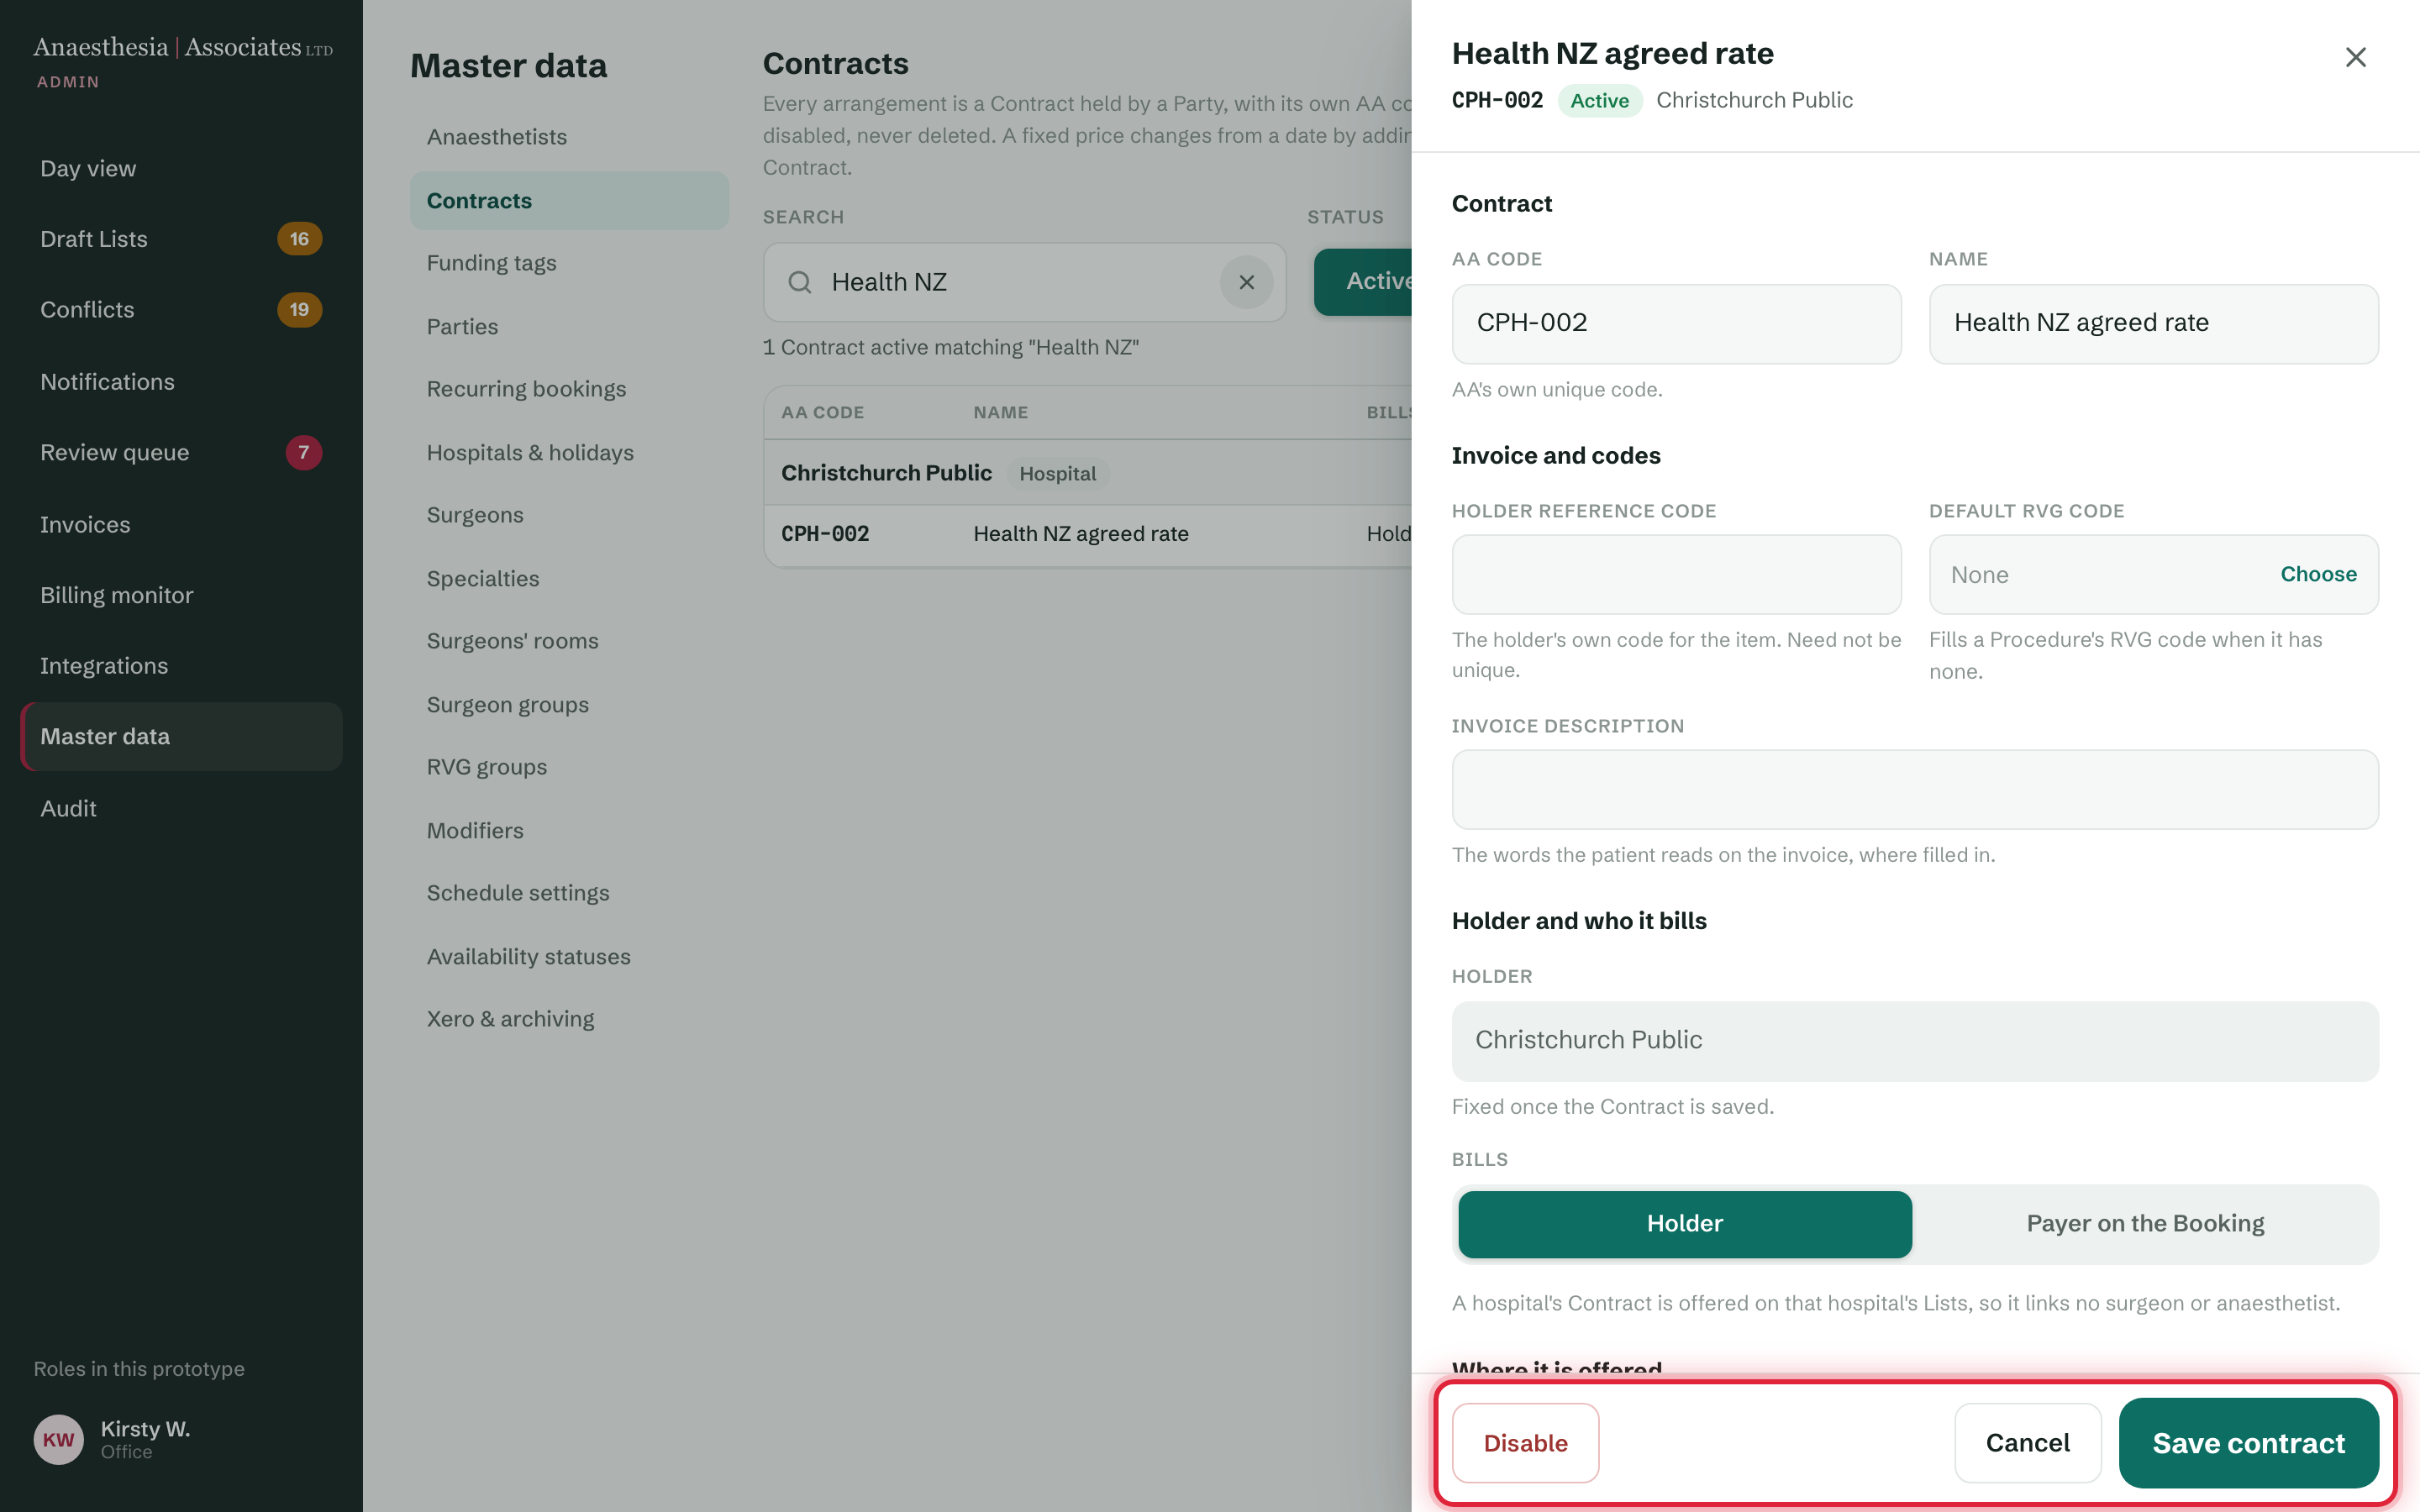 Anaesthesia | Associates LTD
ADMIN
Day view
Draft Lists 16
Conflicts 19
Notifications
Review queue 7
Invoices
Billing monitor
Integrations
Master data
Audit
Roles in this prototype
KW
Kirsty W.
Office
Master data
Anaesthetists
Contracts
Funding tags
Parties
Recurring bookings
Hospitals & holidays
Surgeons
Specialties
Surgeons' rooms
Surgeon groups
RVG groups
Modifiers
Schedule settings
Availability statuses
Xero & archiving
Contracts
Every arrangement is a Contract held by a Party, with its own AA
disabled, never deleted. A fixed price changes from a date by
Contract.
SEARCH STATUS
Health NZ Active
1 Contract active matching "Health NZ"
AA CODE NAME BILLS
Christchurch Public Hospital
CPH-002 Health NZ agreed rate Hold
Health NZ agreed rate
CPH-002 Active Christchurch Public
Contract
AA CODE NAME
CPH-002 Health NZ agreed rate
AA's own unique code.
Invoice and codes
HOLDER REFERENCE CODE DEFAULT RVG CODE
None Choose
The holder's own code for the item. Need not be
unique.
Fills a Procedure's RVG code when it has
none.
INVOICE DESCRIPTION
The words the patient reads on the invoice, where filled in.
Holder and who it bills
HOLDER
Christchurch Public
Fixed once the Contract is saved.
BILLS
Holder Payer on the Booking
A hospital's Contract is offered on that hospital's Lists, so it links no surgeon or anaesthetist.
Where it is offered
Disable Cancel Save contract